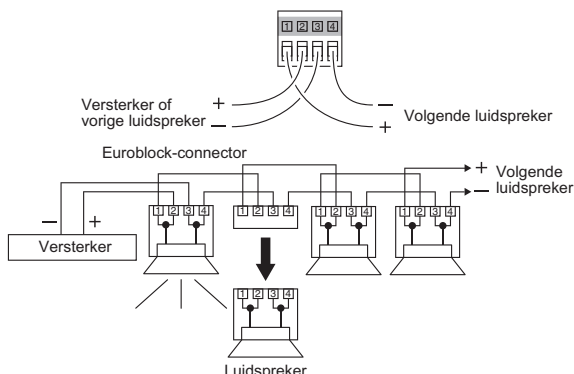 1 2 3 4
Versterker of
vorige luidspreker
+
−
−
+
Volgende luidspreker
Euroblock-connector
+
−
Volgende
luidspreker
− +
1 2 3 4
1 2 3 4
1 2 3 4
1 2 3 4
Versterker
1 2 3 4
Luidspreker